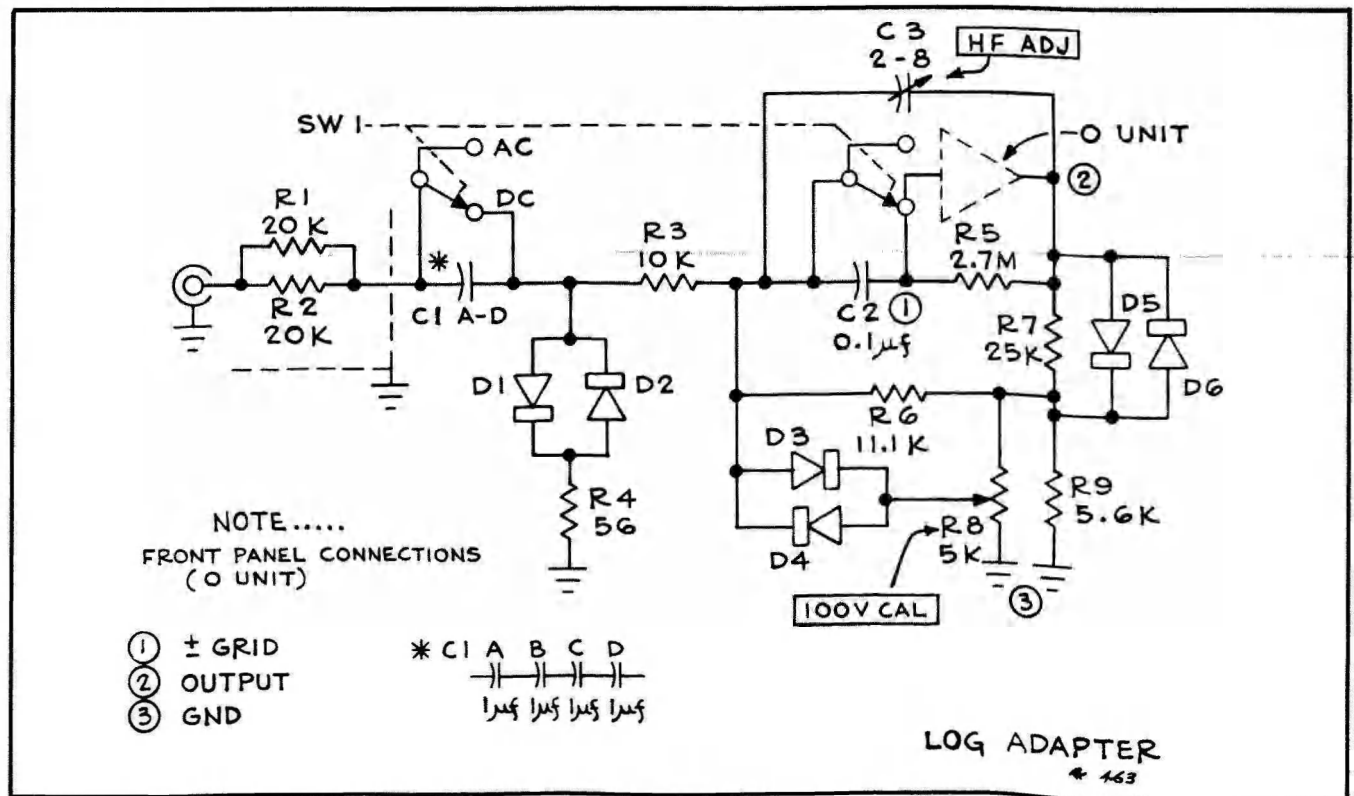 C 3
2-8
HF ADJ
SW 1
AC
DC
O UNIT
②
R1
20K
R2
20K
*
C1 A-D
R3
10K
C2
0.1µf
①
R5
2.7M
R7
25K
D5
D6
D1
D2
R4
56
R6
11.1K
D3
D4
R8
5K
R9
5.6K
100V CAL
③
NOTE.....
FRONT PANEL CONNECTIONS
(O UNIT)
① ± GRID
② OUTPUT
③ GND
* C1 A B C D
1µf 1µf 1µf 1µf
LOG ADAPTER